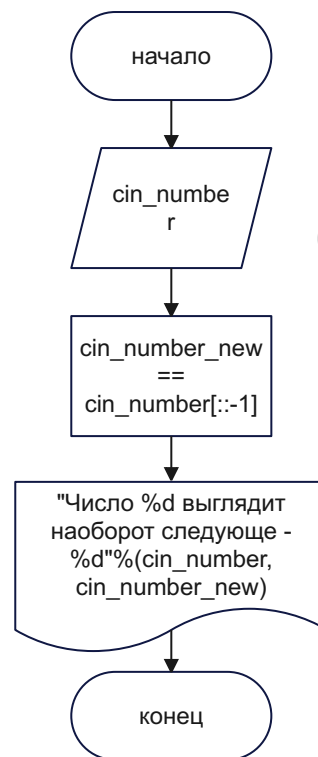 начало
cin_numbe
r
cin_number_new
==
cin_number[::-1]
"Число %d выглядит
наоборот следующе -
%d"%(cin_number,
cin_number_new)
конец